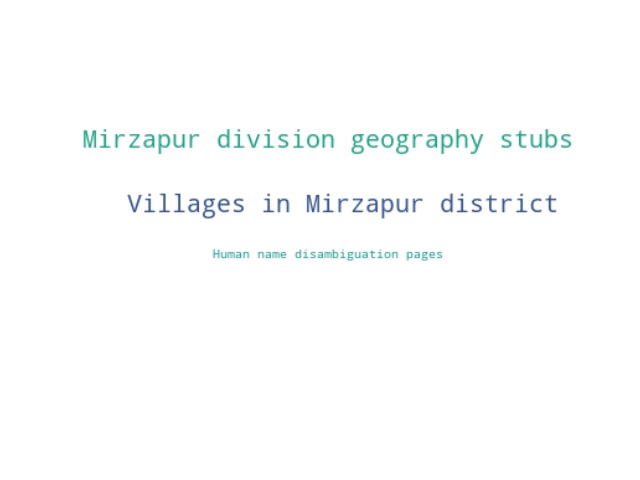 Mirzapur division geography stubs
Villages in Mirzapur district
Human name disambiguation pages